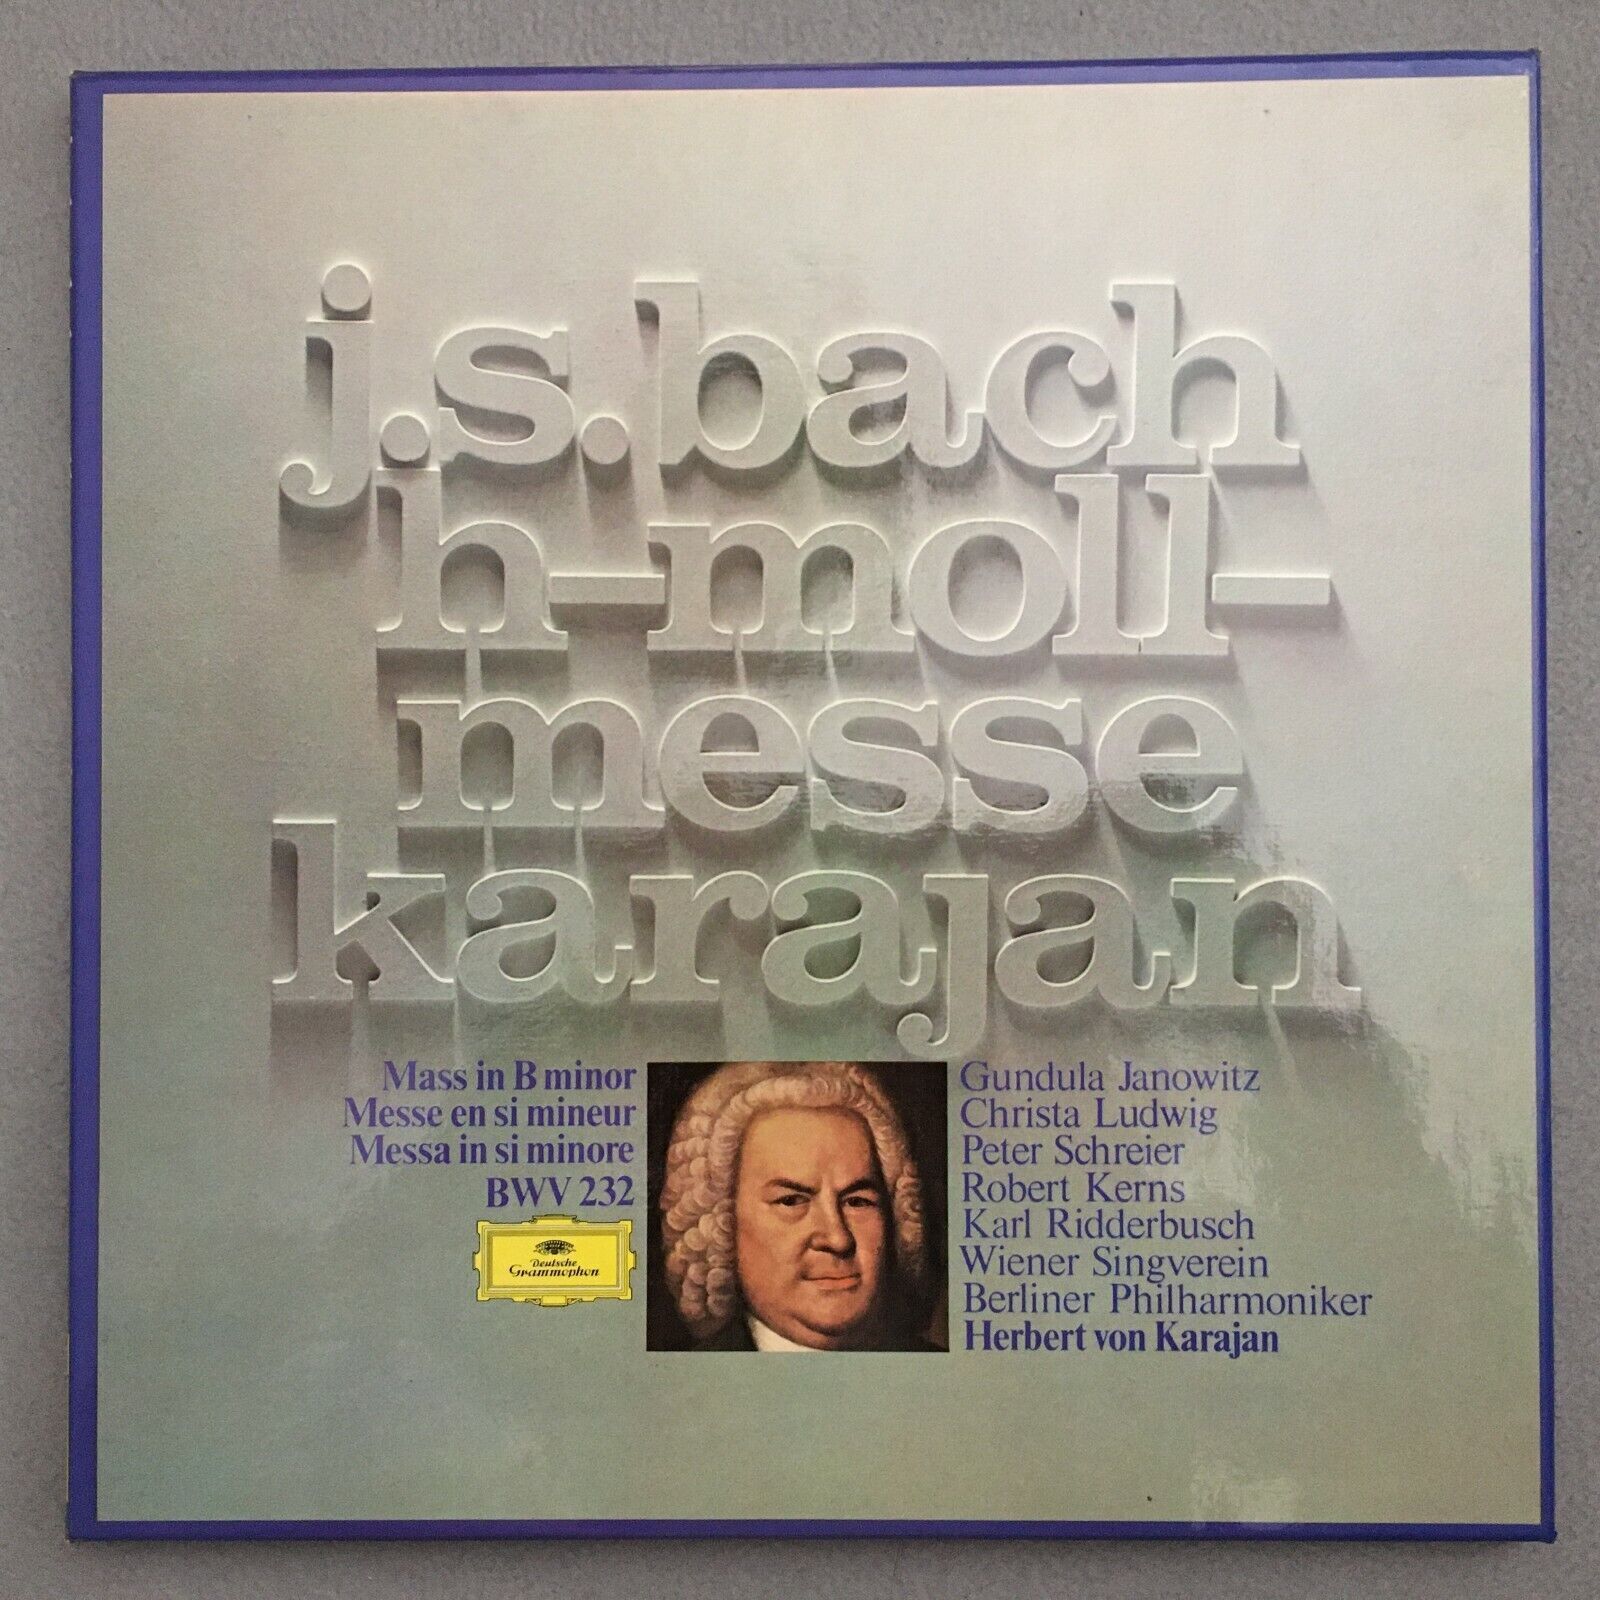 j.s. bach
h-moll-
messe
karajan
Mass in B minor
Messe en si mineur
Messa in si minore
BWV 232
Deutsche
Grammophon
Gundula Janowitz
Christa Ludwig
Peter Schreier
Robert Kerns
Karl Ridderbusch
Wiener Singverein
Berliner Philharmoniker
Herbert von Karajan